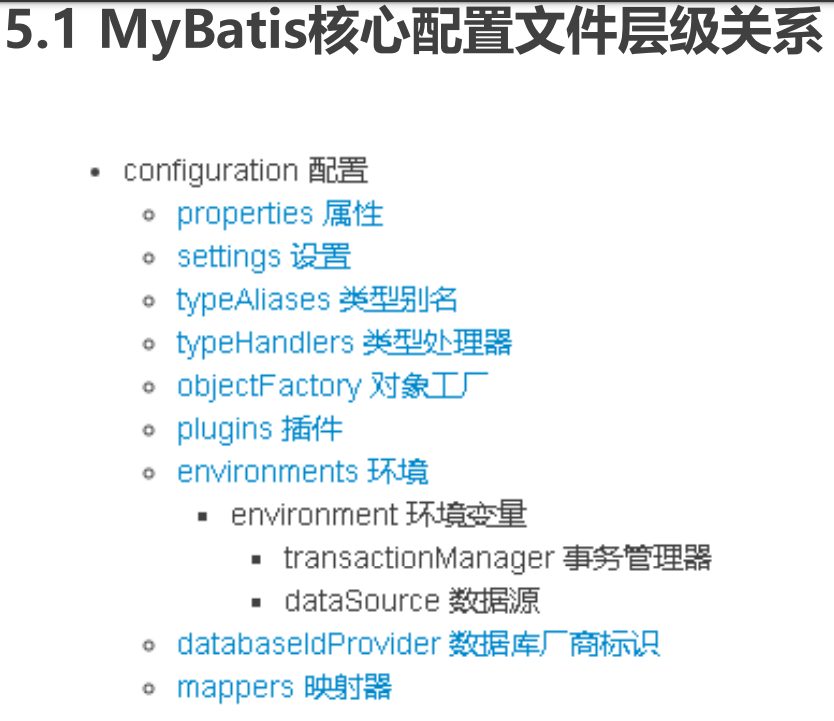 5.1 MyBatis核心配置文件层级关系
configuration 配置
properties 属性
settings 设置
typeAliases 类型别名
typeHandlers 类型处理器
objectFactory 对象工厂
plugins 插件
environments 环境
environment 环境变量
transactionManager 事务管理器
dataSource 数据源
databaseIdProvider 数据库厂商标识
mappers 映射器